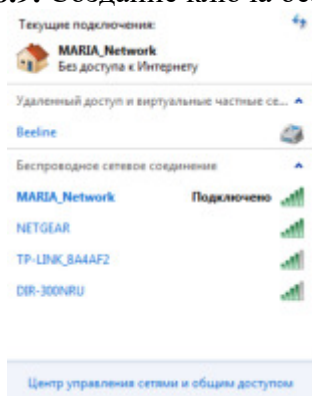 Текущие подключения:
MARIA_Network
Без доступа к Интернету
Удаленный доступ и виртуальные частные се...
Beeline
Беспроводное сетевое соединение
MARIA_Network Подключено
NETGEAR
TP-LINK_8A4AF2
DIR-300NRU
Центр управления сетями и общим доступом